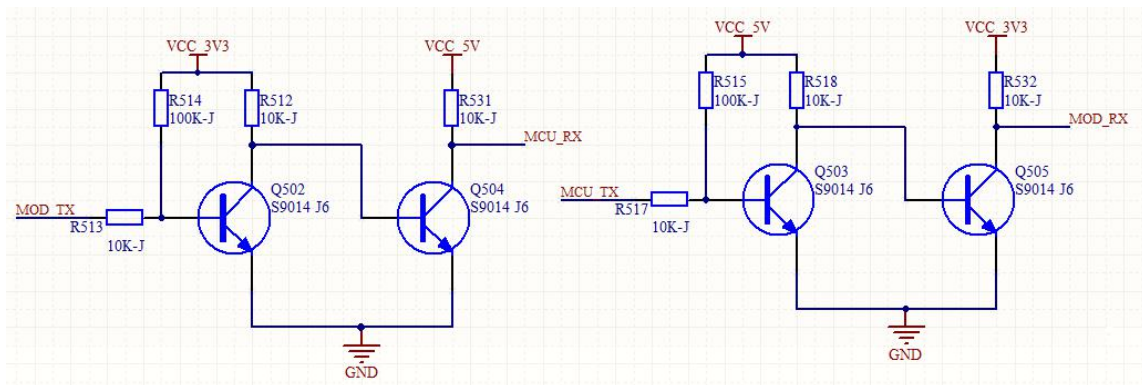 VCC_3V3
VCC_5V
R514
100K-J
R512
10K-J
R531
10K-J
MCU_RX
Q502
S9014 J6
Q504
S9014 J6
MOD_TX
R513
10K-J
GND
VCC_5V
VCC_3V3
R515
100K-J
R518
10K-J
R532
10K-J
MOD_RX
Q503
S9014 J6
Q505
S9014 J6
MCU_TX
R517
10K-J
GND